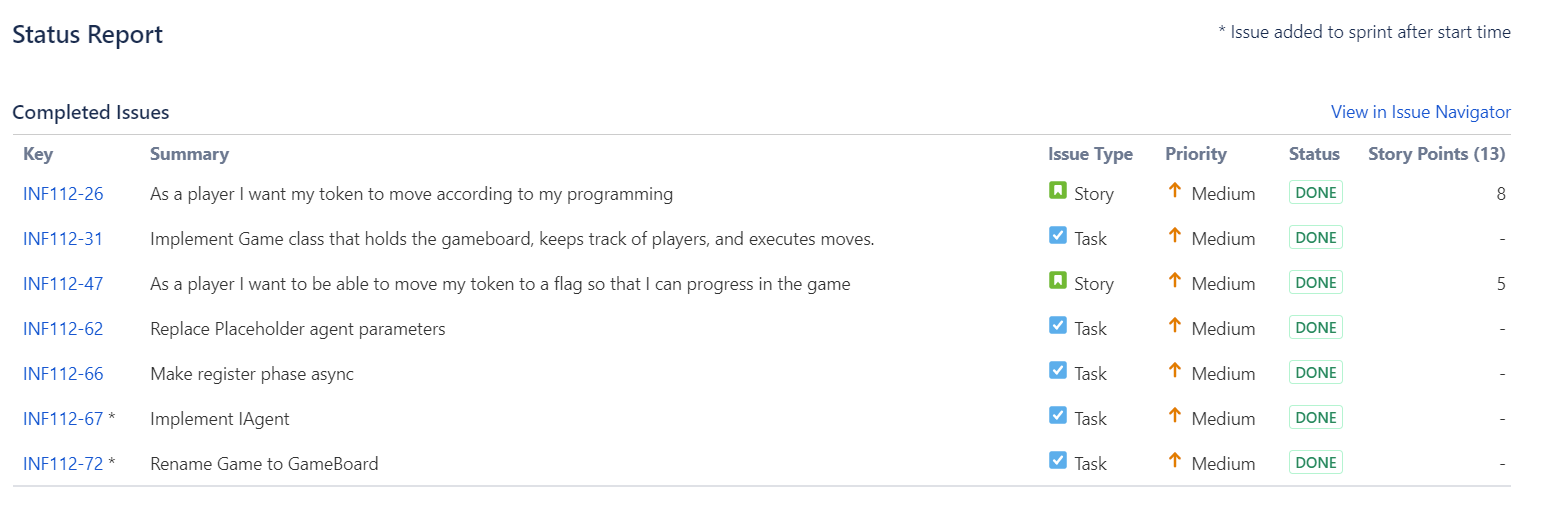 Status Report
* Issue added to sprint after start time
Completed Issues
View in Issue Navigator
Key Summary Issue Type Priority Status Story Points (13)
INF112-26 As a player I want my token to move according to my programming Story Medium DONE 8
INF112-31 Implement Game class that holds the gameboard, keeps track of players, and executes moves. Task Medium DONE -
INF112-47 As a player I want to be able to move my token to a flag so that I can progress in the game Story Medium DONE 5
INF112-62 Replace Placeholder agent parameters Task Medium DONE -
INF112-66 Make register phase async Task Medium DONE -
INF112-67 * Implement IAgent Task Medium DONE -
INF112-72 * Rename Game to GameBoard Task Medium DONE -